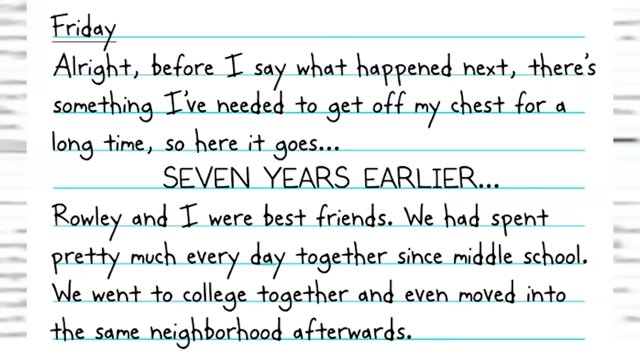 Friday
Alright, before I say what happened next, there's
something I've needed to get off my chest for a
long time, so here it goes...
SEVEN YEARS EARLIER...
Rowley and I were best friends. We had spent
pretty much every day together since middle school.
We went to college together and even moved into
the same neighborhood afterwards.